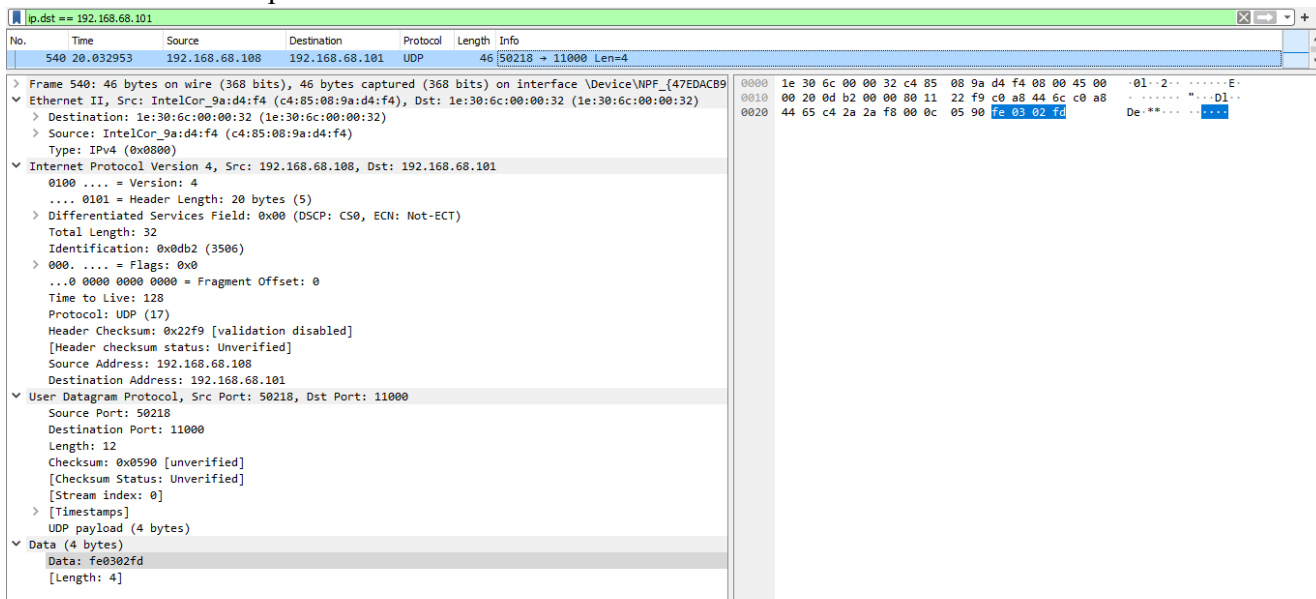 ip.dst == 192.168.68.101
No. Time Source Destination Protocol Length Info
540 20.032953 192.168.68.108 192.168.68.101 UDP 46 50218 → 11000 Len=4
> Frame 540: 46 bytes on wire (368 bits), 46 bytes captured (368 bits) on interface \Device\NPF_{47EDACB9
Ethernet II, Src: IntelCor_9a:d4:f4 (c4:85:08:9a:d4:f4), Dst: 1e:30:6c:00:00:32 (1e:30:6c:00:00:32)
> Destination: 1e:30:6c:00:00:32 (1e:30:6c:00:00:32)
> Source: IntelCor_9a:d4:f4 (c4:85:08:9a:d4:f4)
Type: IPv4 (0x0800)
Internet Protocol Version 4, Src: 192.168.68.108, Dst: 192.168.68.101
0100 .... = Version: 4
.... 0101 = Header Length: 20 bytes (5)
> Differentiated Services Field: 0x00 (DSCP: CS0, ECN: Not-ECT)
Total Length: 32
Identification: 0x0db2 (3506)
> 000. .... = Flags: 0x0
...0 0000 0000 0000 = Fragment Offset: 0
Time to Live: 128
Protocol: UDP (17)
Header Checksum: 0x22f9 [validation disabled]
[Header checksum status: Unverified]
Source Address: 192.168.68.108
Destination Address: 192.168.68.101
User Datagram Protocol, Src Port: 50218, Dst Port: 11000
Source Port: 50218
Destination Port: 11000
Length: 12
Checksum: 0x0590 [unverified]
[Checksum Status: Unverified]
[Stream index: 0]
> [Timestamps]
UDP payload (4 bytes)
Data (4 bytes)
Data: fe0302fd
[Length: 4]
0000 1e 30 6c 00 00 32 c4 85 08 9a d4 f4 08 00 45 00 ·0l··2·· ······E·
0010 00 20 0d b2 00 00 80 11 22 f9 c0 a8 44 6c c0 a8 · ······ "···Dl··
0020 44 65 c4 2a 2a f8 00 0c 05 90 fe 03 02 fd De·**··· ······